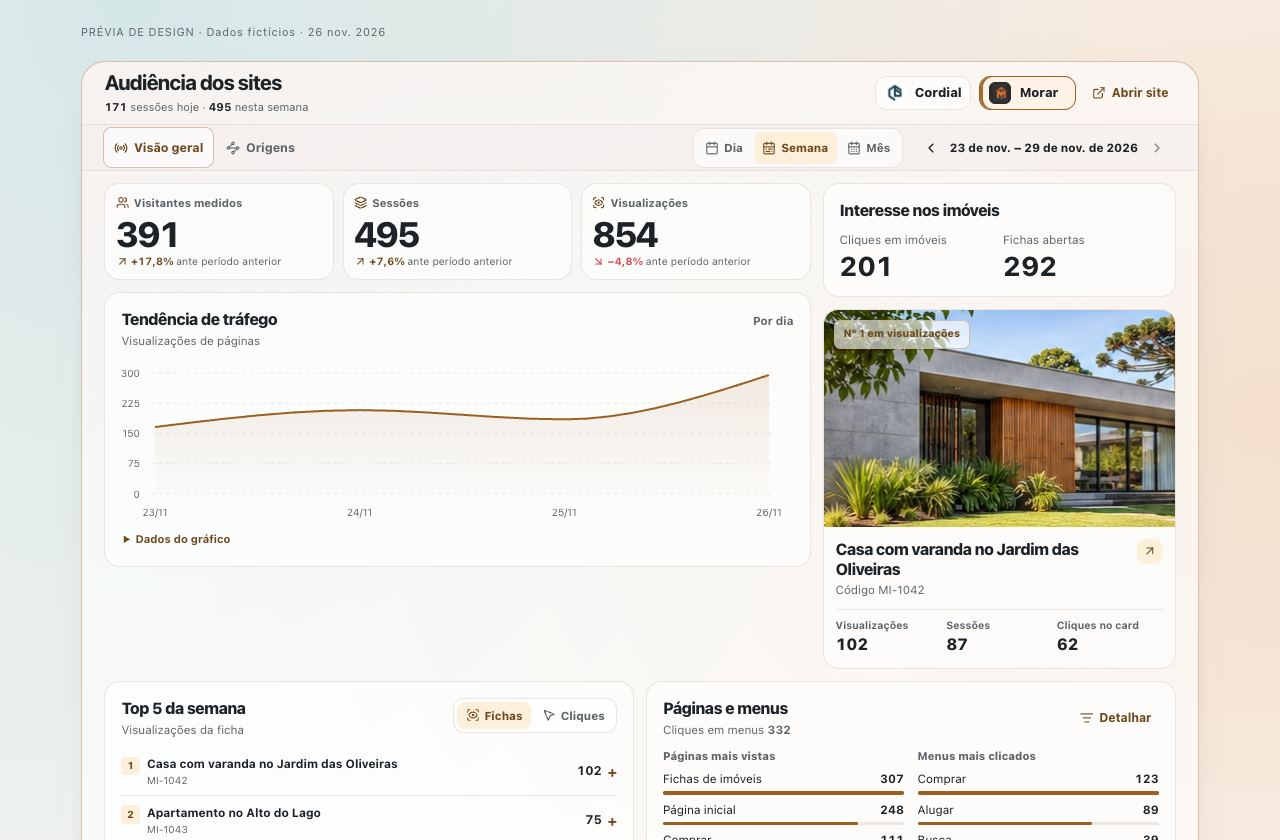 PRÉVIA DE DESIGN · Dados fictícios · 26 nov. 2026
Audiência dos sites
171 sessões hoje · 495 nesta semana
Cordial
Morar
Abrir site
Visão geral
Origens
Dia
Semana
Mês
23 de nov. – 29 de nov. de 2026
Visitantes medidos
391
+17,8% ante período anterior
Sessões
495
+7,6% ante período anterior
Visualizações
854
−4,8% ante período anterior
Interesse nos imóveis
Cliques em imóveis
201
Fichas abertas
292
Tendência de tráfego
Por dia
Visualizações de páginas
300
225
150
75
0
23/11
24/11
25/11
26/11
Dados do gráfico
Nº 1 em visualizações
Casa com varanda no Jardim das
Oliveiras
Código MI-1042
Visualizações
102
Sessões
87
Cliques no card
62
Top 5 da semana
Visualizações da ficha
Fichas
Cliques
1 Casa com varanda no Jardim das Oliveiras
MI-1042
102 +
2 Apartamento no Alto do Lago
MI-1043
75 +
Páginas e menus
Cliques em menus 332
Detalhar
Páginas mais vistas
Fichas de imóveis 307
Página inicial 248
Comprar 111
Menus mais clicados
Comprar 123
Alugar 89
Busca 39